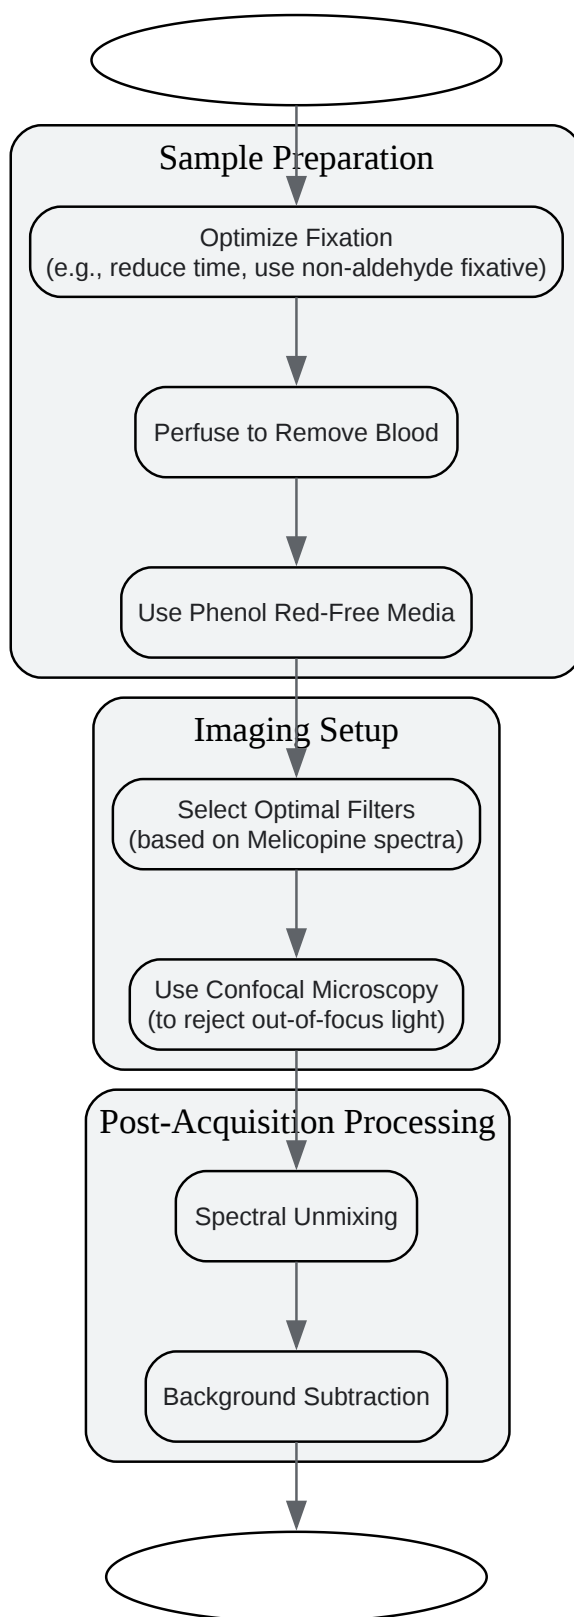 Sample Preparation
Optimize Fixation
(e.g., reduce time, use non-aldehyde fixative)
Perfuse to Remove Blood
Use Phenol Red-Free Media
Imaging Setup
Select Optimal Filters
(based on Melicopine spectra)
Use Confocal Microscopy
(to reject out-of-focus light)
Post-Acquisition Processing
Spectral Unmixing
Background Subtraction